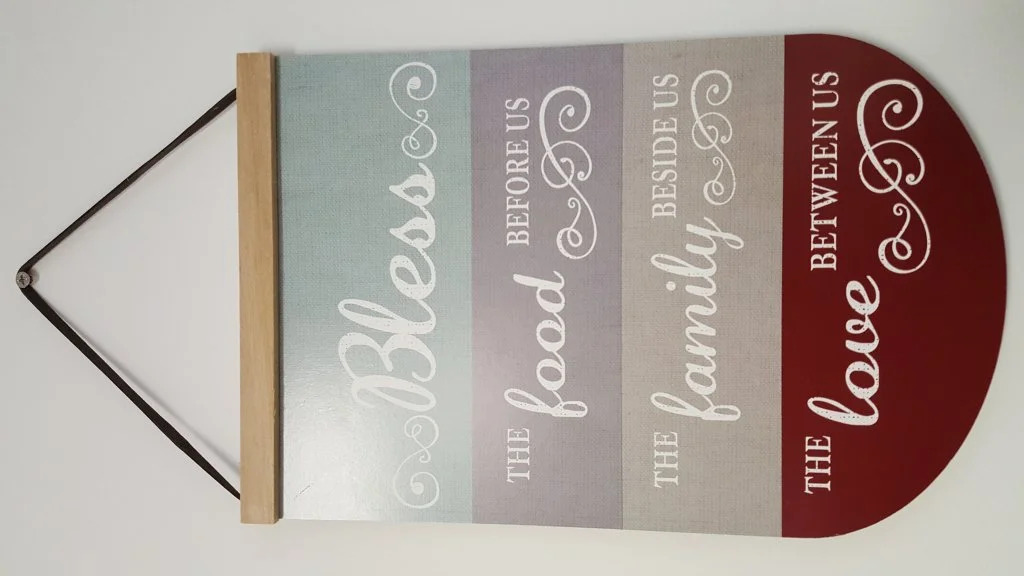 Bless
THE food BEFORE US
THE family BESIDE US
THE love BETWEEN US